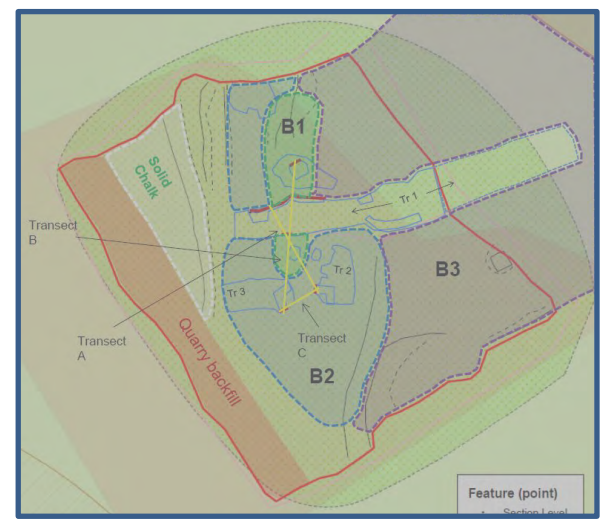 B1
Solid
Chalk
Tr 1
Transect
B
B3
Tr 2
Tr 3
Transect
A
Transect
C
Quarry backfill
B2
Feature (point)
Section Level